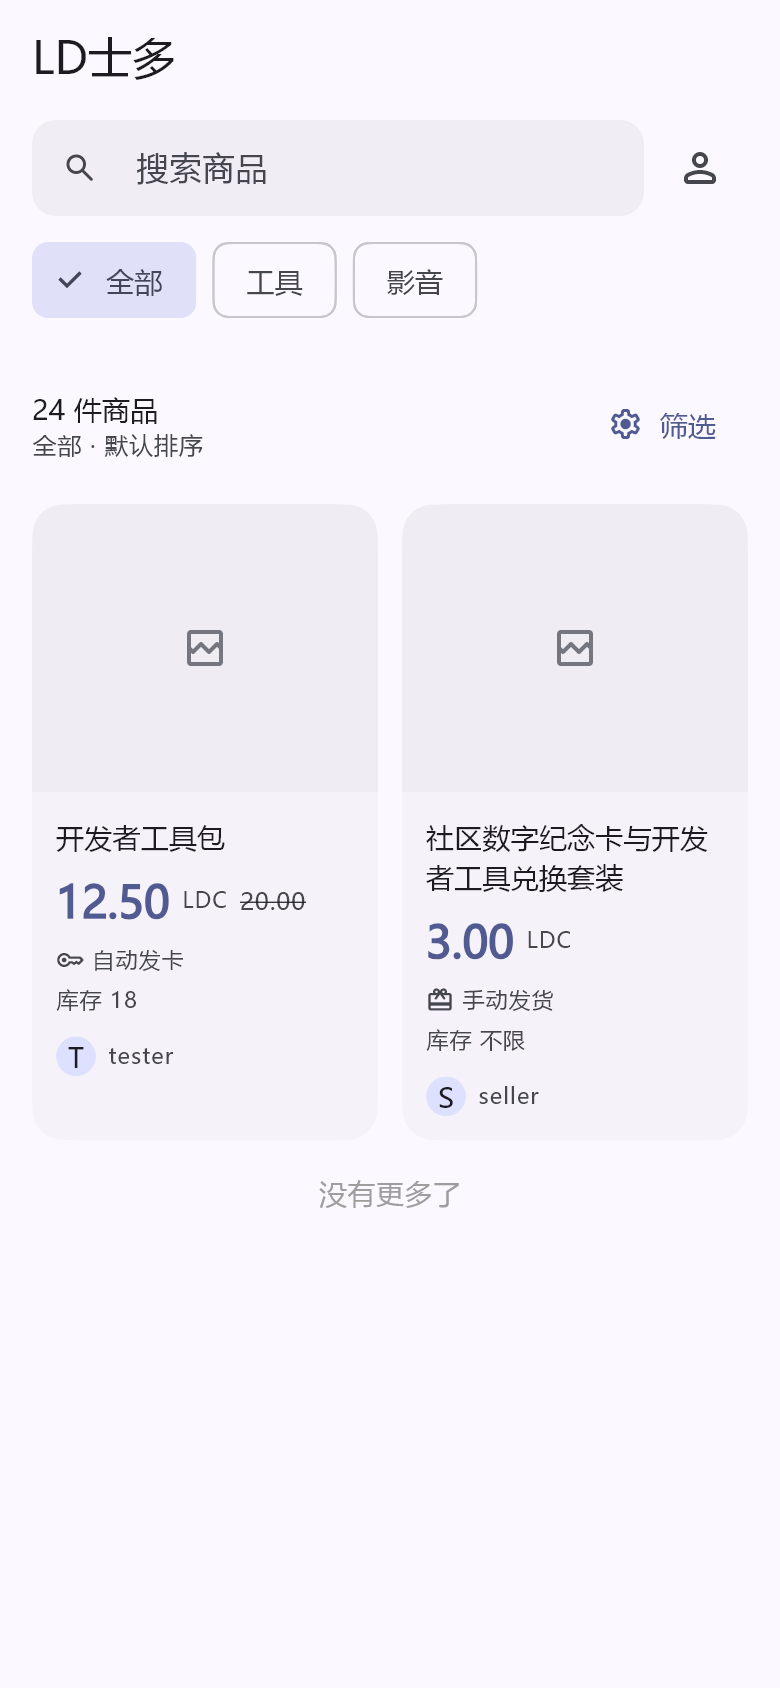 LD士多
搜索商品
全部
工具
影音
24 件商品
全部 · 默认排序
筛选
开发者工具包
12.50 LDC 20.00
自动发卡
库存 18
T tester
社区数字纪念卡与开发
者工具兑换套装
3.00 LDC
手动发货
库存 不限
S seller
没有更多了